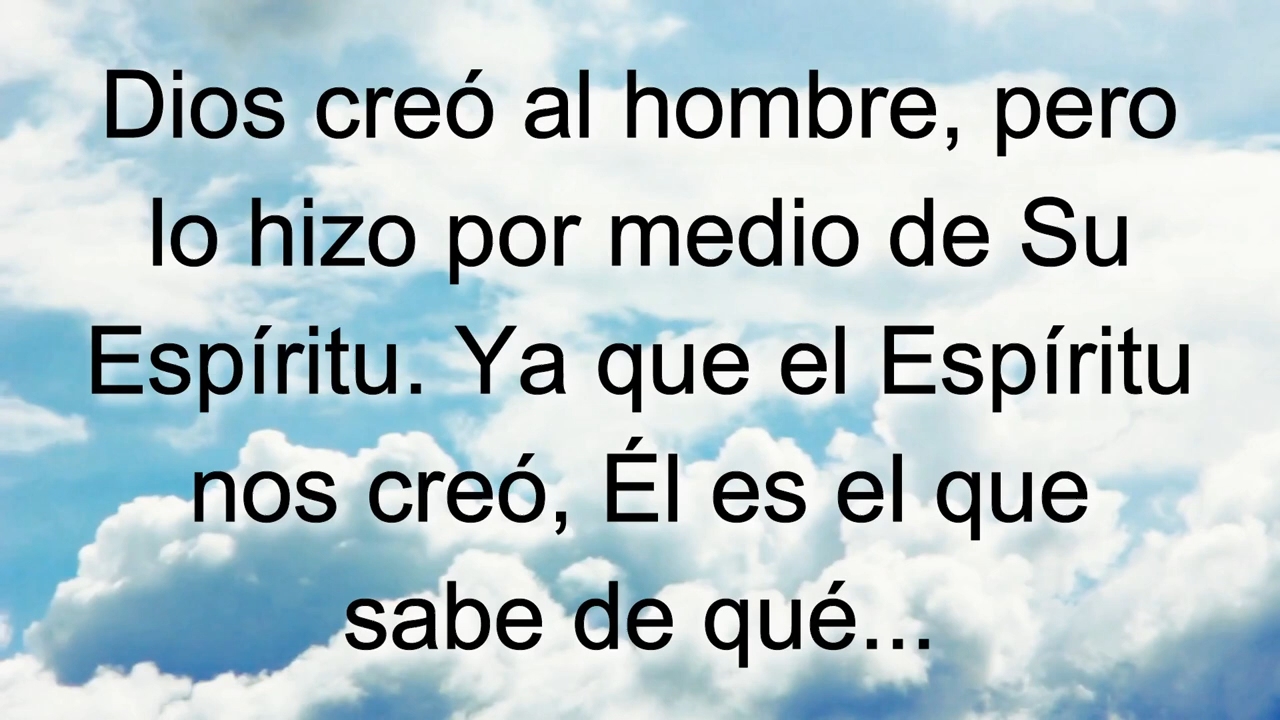 Dios creó al hombre, pero
lo hizo por medio de Su
Espíritu. Ya que el Espíritu
nos creó, Él es el que
sabe de qué...